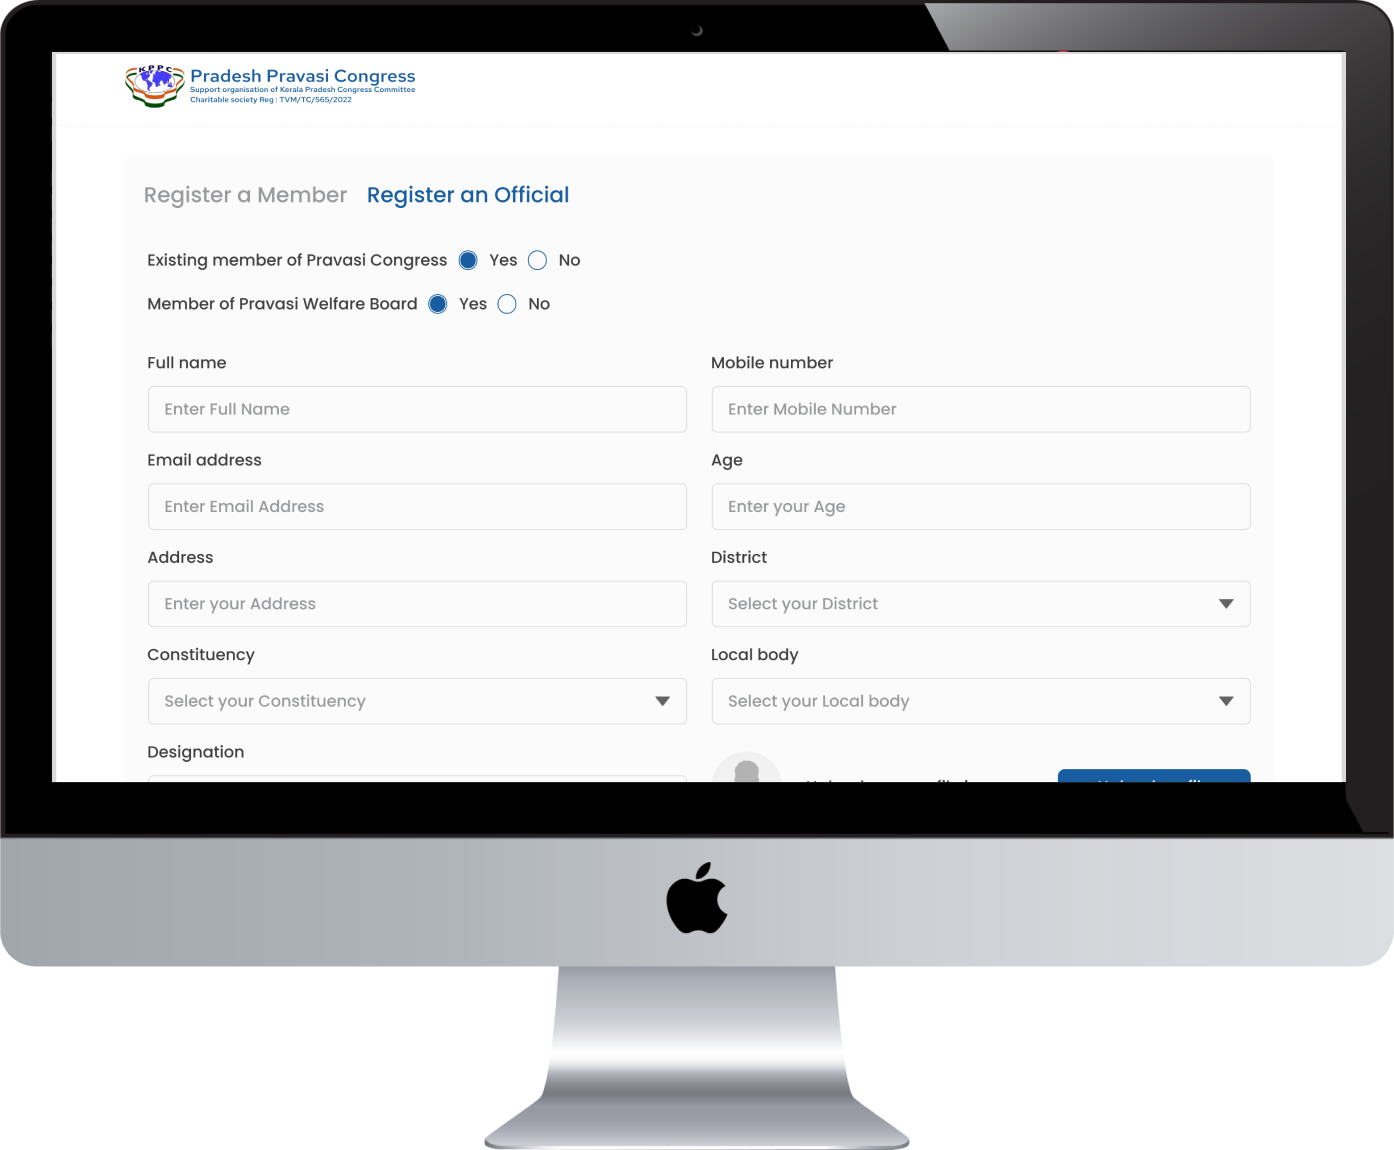 KPPC
Pradesh Pravasi Congress
Support organisation of Kerala Pradesh Congress Committee
Charitable society Reg : TVM/TC/565/2022
Register a Member Register an Official
Existing member of Pravasi Congress Yes No
Member of Pravasi Welfare Board Yes No
Full name Mobile number
Enter Full Name Enter Mobile Number
Email address Age
Enter Email Address Enter your Age
Address District
Enter your Address Select your District
Constituency Local body
Select your Constituency Select your Local body
Designation